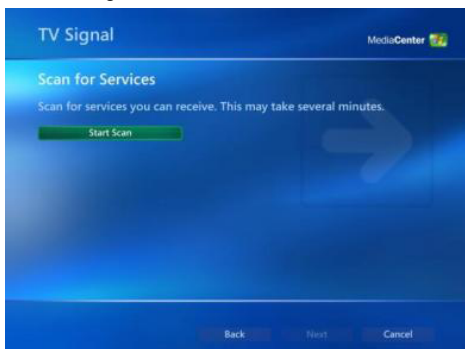 TV Signal
MediaCenter
Scan for Services
Scan for services you can receive. This may take several minutes.
Start Scan
Back Next Cancel